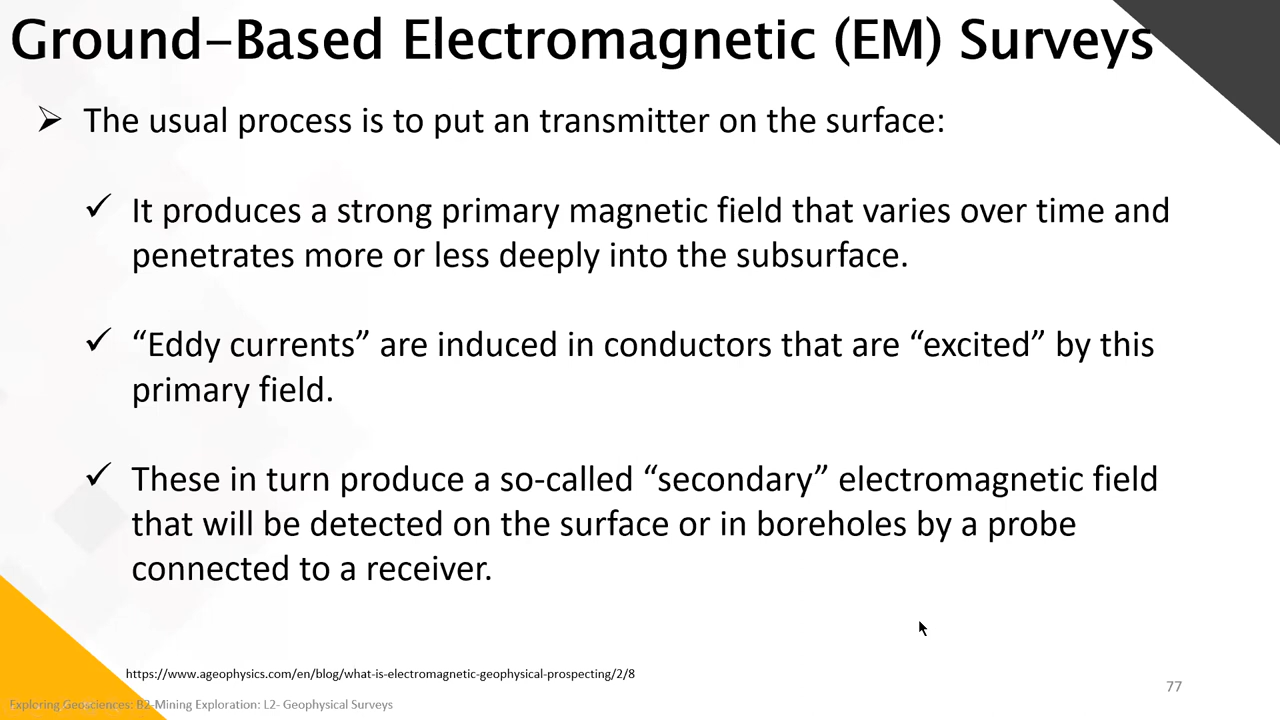 Ground-Based Electromagnetic (EM) Surveys
The usual process is to put an transmitter on the surface:
It produces a strong primary magnetic field that varies over time and
penetrates more or less deeply into the subsurface.
“Eddy currents” are induced in conductors that are “excited” by this
primary field.
These in turn produce a so-called “secondary” electromagnetic field
that will be detected on the surface or in boreholes by a probe
connected to a receiver.
https://www.ageophysics.com/en/blog/what-is-electromagnetic-geophysical-prospecting/2/8
77
Exploring Geosciences: B2-Mining Exploration: L2- Geophysical Surveys